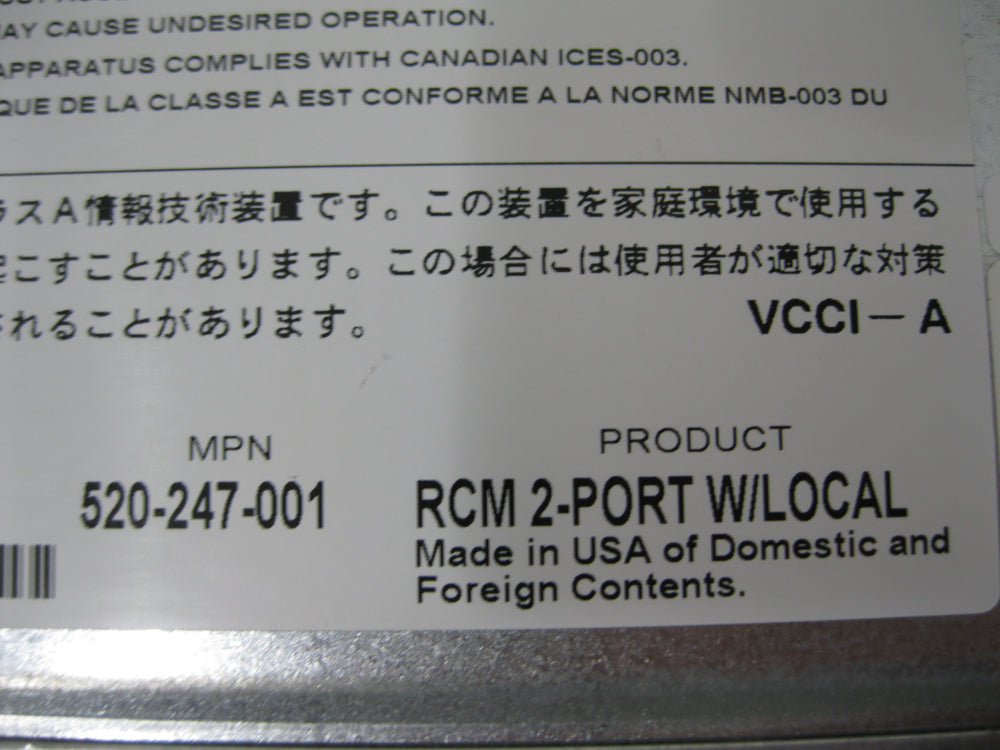 MAY CAUSE UNDESIRED OPERATION.
APPARATUS COMPLIES WITH CANADIAN ICES-003.
QUE DE LA CLASSE A EST CONFORME A LA NORME NMB-003 DU
ラスA情報技術装置です。この装置を家庭環境で使用する
起こすことがあります。この場合には使用者が適切な対策
されることがあります。
VCCI－A
MPN
520-247-001
PRODUCT
RCM 2-PORT W/LOCAL
Made in USA of Domestic and
Foreign Contents.